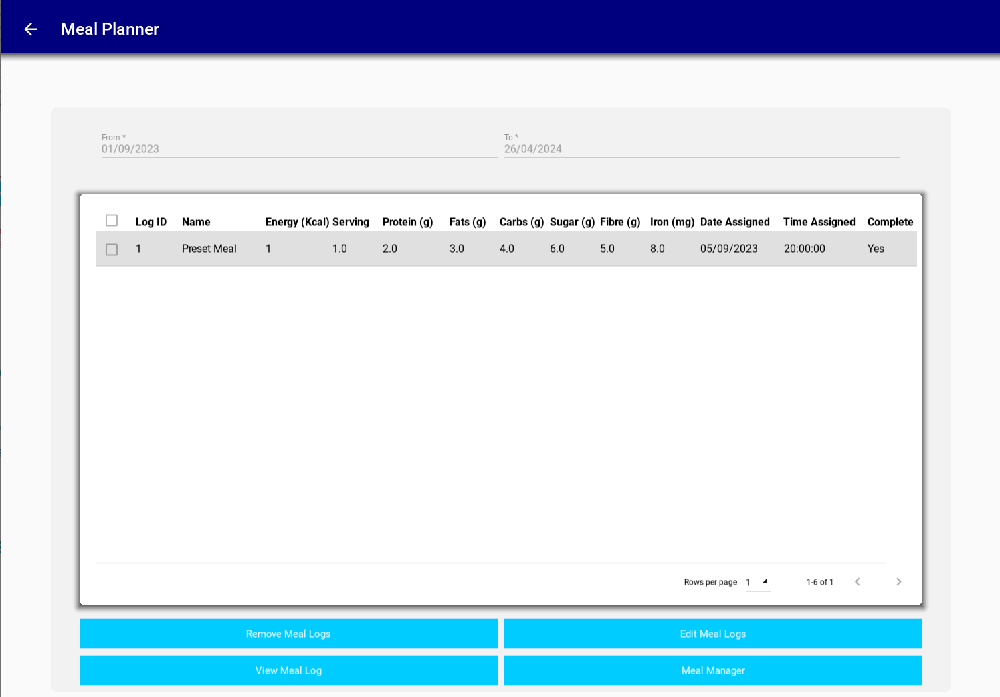 Meal Planner
From * To *
01/09/2023 26/04/2024
Log ID Name Energy (Kcal) Serving Protein (g) Fats (g) Carbs (g) Sugar (g) Fibre (g) Iron (mg) Date Assigned Time Assigned Complete
1 Preset Meal 1 1.0 2.0 3.0 4.0 6.0 5.0 8.0 05/09/2023 20:00:00 Yes
Rows per page 1 1-6 of 1
Remove Meal Logs Edit Meal Logs
View Meal Log Meal Manager